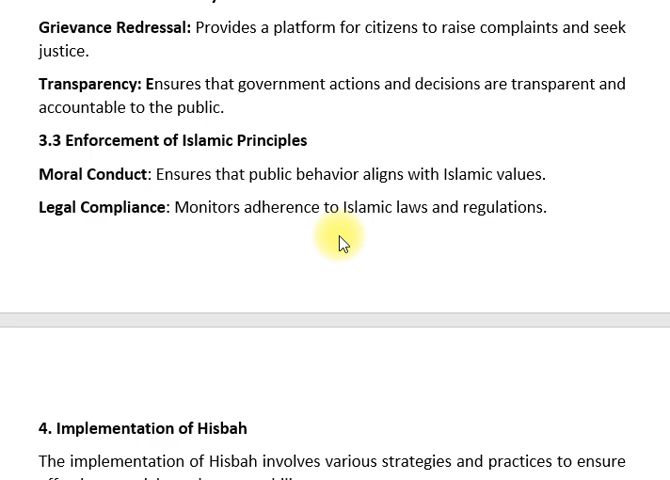 Grievance Redressal: Provides a platform for citizens to raise complaints and seek
justice.
Transparency: Ensures that government actions and decisions are transparent and
accountable to the public.
3.3 Enforcement of Islamic Principles
Moral Conduct: Ensures that public behavior aligns with Islamic values.
Legal Compliance: Monitors adherence to Islamic laws and regulations.
4. Implementation of Hisbah
The implementation of Hisbah involves various strategies and practices to ensure